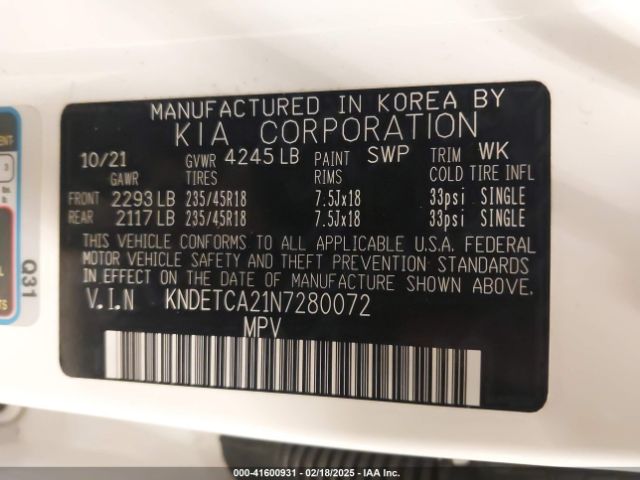 MANUFACTURED IN KOREA BY
KIA CORPORATION
10/21 GVWR 4245 LB PAINT SWP TRIM WK
GAWR TIRES RIMS COLD TIRE INFL
FRONT 2293 LB 235/45R18 7.5Jx18 33psi SINGLE
REAR 2117 LB 235/45R18 7.5Jx18 33psi SINGLE
THIS VEHICLE CONFORMS TO ALL APPLICABLE U.S.A. FEDERAL
MOTOR VEHICLE SAFETY AND THEFT PREVENTION STANDARDS
IN EFFECT ON THE DATE OF MANUFACTURE SHOWN ABOVE.
V.I.N KNDETCA21N7280072
MPV
Q31
000-41600931 - 02/18/2025 - IAA Inc.